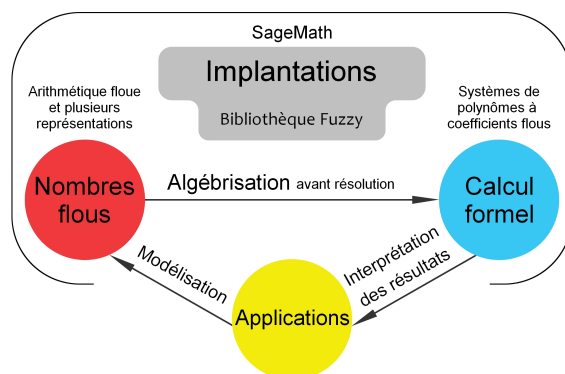 SageMath
Implantations
Bibliothèque Fuzzy
Arithmétique floue
et plusieurs
représentations
Systèmes de
polynômes à
coefficients flous
Nombres
flous
Algébrisation avant résolution
Calcul
formel
Modélisation
Interprétation
des résultats
Applications